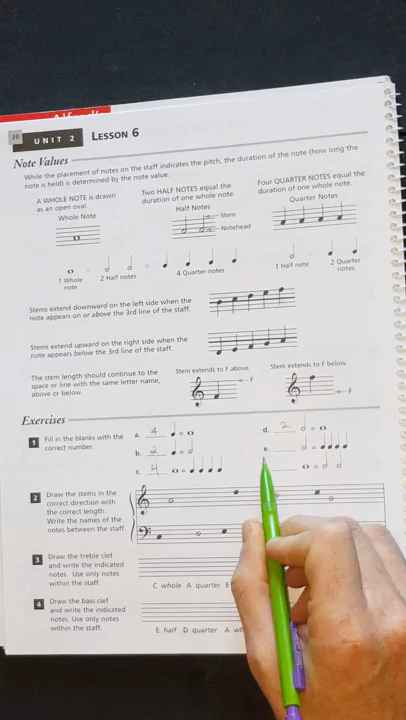 10 UNIT 2 LESSON 6
Note Values
While the placement of notes on the staff indicates the pitch, the duration of the note (how long the
note is held) is determined by the note value.
A WHOLE NOTE is drawn
as an open oval.
Whole Note
Two HALF NOTES equal the
duration of one whole note.
Half Notes
Stem
Notehead
Four QUARTER NOTES equal the
duration of one whole note.
Quarter Notes
1 Whole
note
=
2 Half notes
=
4 Quarter notes
1 Half note
=
2 Quarter
notes
Stems extend downward on the left side when the
note appears on or above the 3rd line of the staff.
Stems extend upward on the right side when the
note appears below the 3rd line of the staff.
The stem length should continue to the
space or line with the same letter name,
above or below.
Stem extends to F above
F
Stem extends to F below
F
Exercises
1 Fill in the blanks with the
correct number:
a. 4 =
b. 2 =
c. 4 =
d. 2 =
e. =
=
2 Draw the stems in the
correct direction with
the correct length.
Write the names of the
notes between the staff.
3 Draw the treble clef
and write the indicated
notes. Use only notes
within the staff.
C whole A quarter E
4 Draw the bass clef
and write the indicated
notes. Use only notes
within the staff.
E half D quarter A